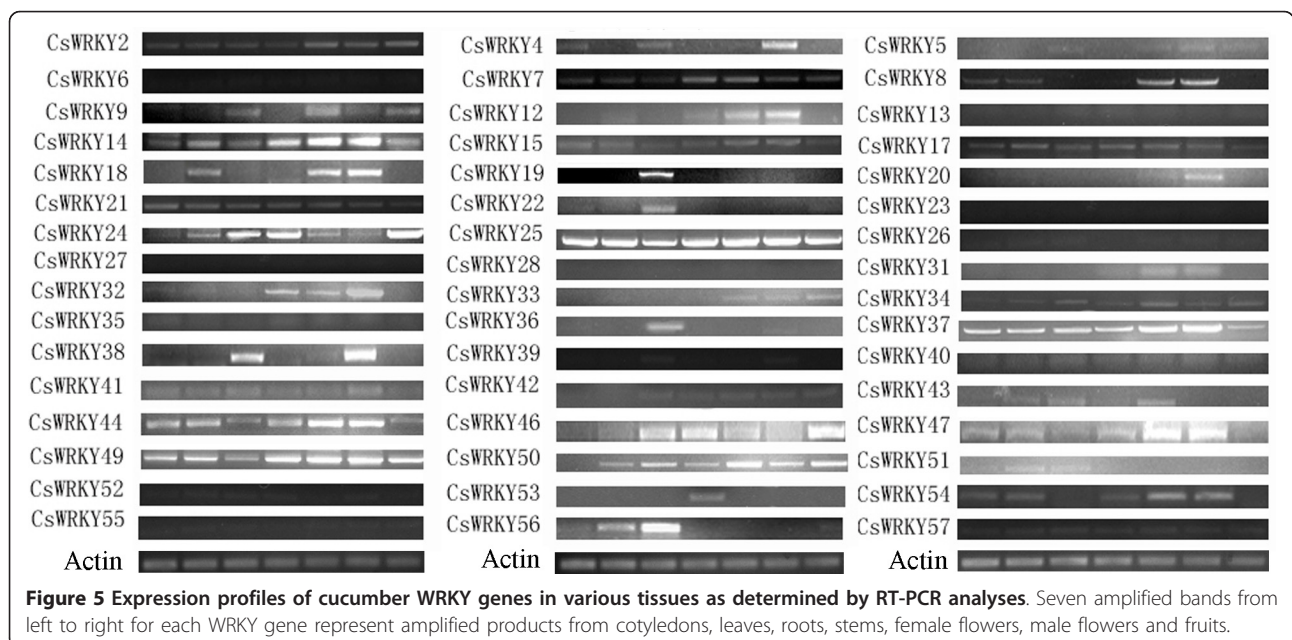 CsWRKY2
CsWRKY6
CsWRKY9
CsWRKY14
CsWRKY18
CsWRKY21
CsWRKY24
CsWRKY27
CsWRKY32
CsWRKY35
CsWRKY38
CsWRKY41
CsWRKY44
CsWRKY49
CsWRKY52
CsWRKY55
Actin
CsWRKY4
CsWRKY7
CsWRKY12
CsWRKY15
CsWRKY19
CsWRKY22
CsWRKY25
CsWRKY28
CsWRKY33
CsWRKY36
CsWRKY39
CsWRKY42
CsWRKY46
CsWRKY50
CsWRKY53
CsWRKY56
Actin
CsWRKY5
CsWRKY8
CsWRKY13
CsWRKY17
CsWRKY20
CsWRKY23
CsWRKY26
CsWRKY31
CsWRKY34
CsWRKY37
CsWRKY40
CsWRKY43
CsWRKY47
CsWRKY51
CsWRKY54
CsWRKY57
Actin
Figure 5 Expression profiles of cucumber WRKY genes in various tissues as determined by RT-PCR analyses. Seven amplified bands from
left to right for each WRKY gene represent amplified products from cotyledons, leaves, roots, stems, female flowers, male flowers and fruits.